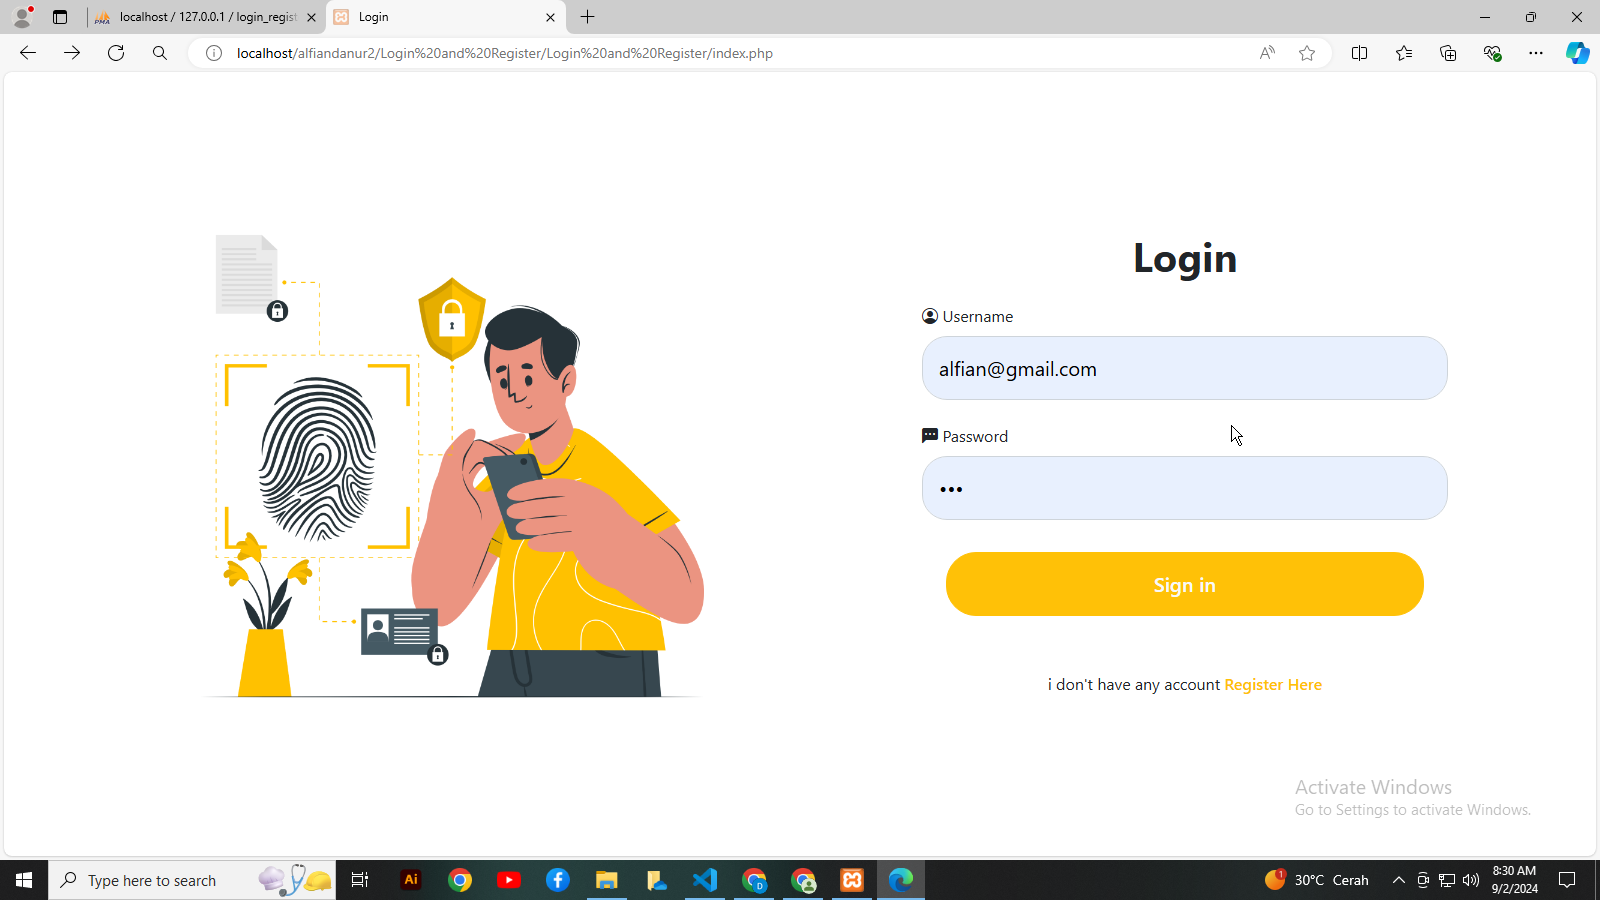 localhost / 127.0.0.1 / login_regist
Login
localhost/alfiandanur2/Login%20and%20Register/Login%20and%20Register/index.php
Login
Username
alfian@gmail.com
Password
•••
Sign in
i don't have any account Register Here
Activate Windows
Go to Settings to activate Windows.
Type here to search
Ai
D
1
30°C Cerah
8:30 AM
9/2/2024